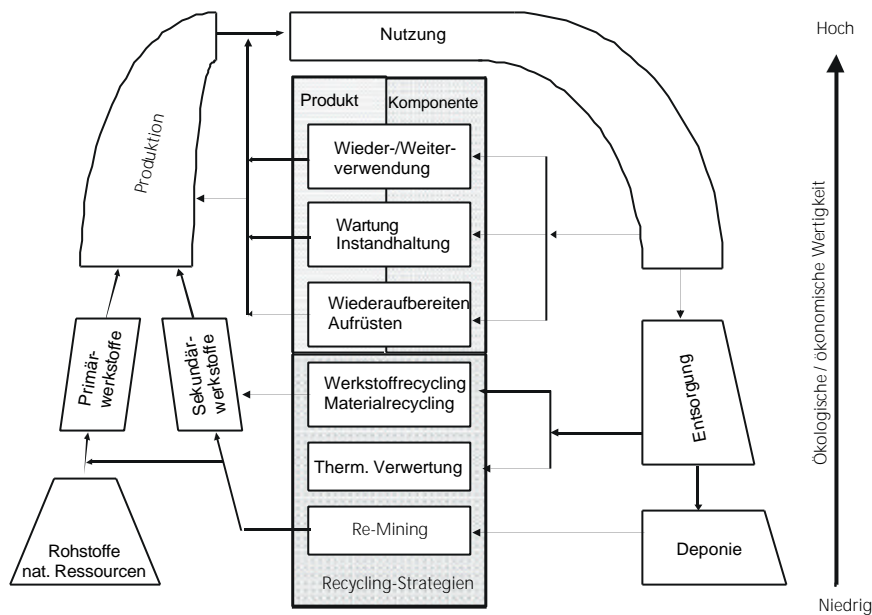 Hoch
Nutzung
Produkt
Komponente
Produktion
Wieder-/Weiter-
verwendung
Wartung
Instandhaltung
Wiederaufbereiten
Aufrüsten
Ökologische / ökonomische Wertigkeit
Primär-
werkstoffe
Sekundär-
werkstoffe
Werkstoffrecycling
Materialrecycling
Entsorgung
Therm. Verwertung
Re-Mining
Rohstoffe
nat. Ressourcen
Deponie
Recycling-Strategien
Niedrig